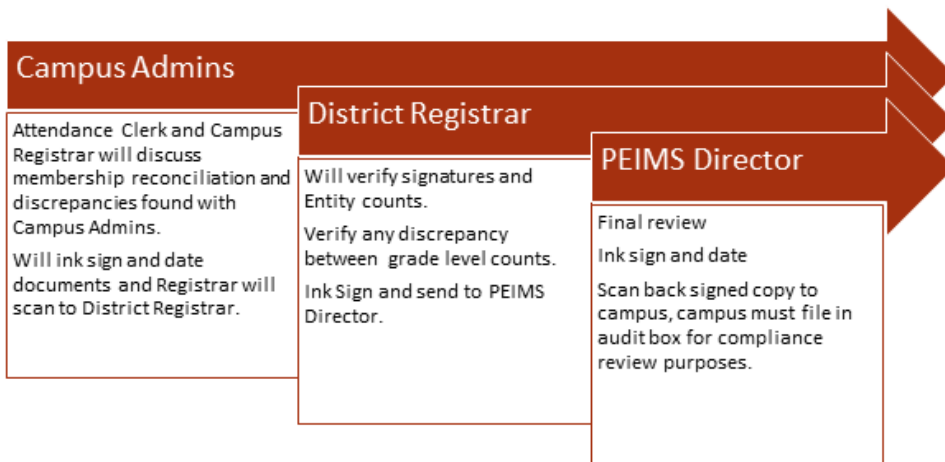 Campus Admins
Attendance Clerk and Campus
Registrar will discuss
membership reconciliation and
discrepancies found with
Campus Admins.
Will ink sign and date
documents and Registrar will
scan to District Registrar.
District Registrar
Will verify signatures and
Entity counts.
Verify any discrepancy
between grade level counts.
Ink Sign and send to PEIMS
Director.
PEIMS Director
Final review
Ink sign and date
Scan back signed copy to
campus, campus must file in
audit box for compliance
review purposes.